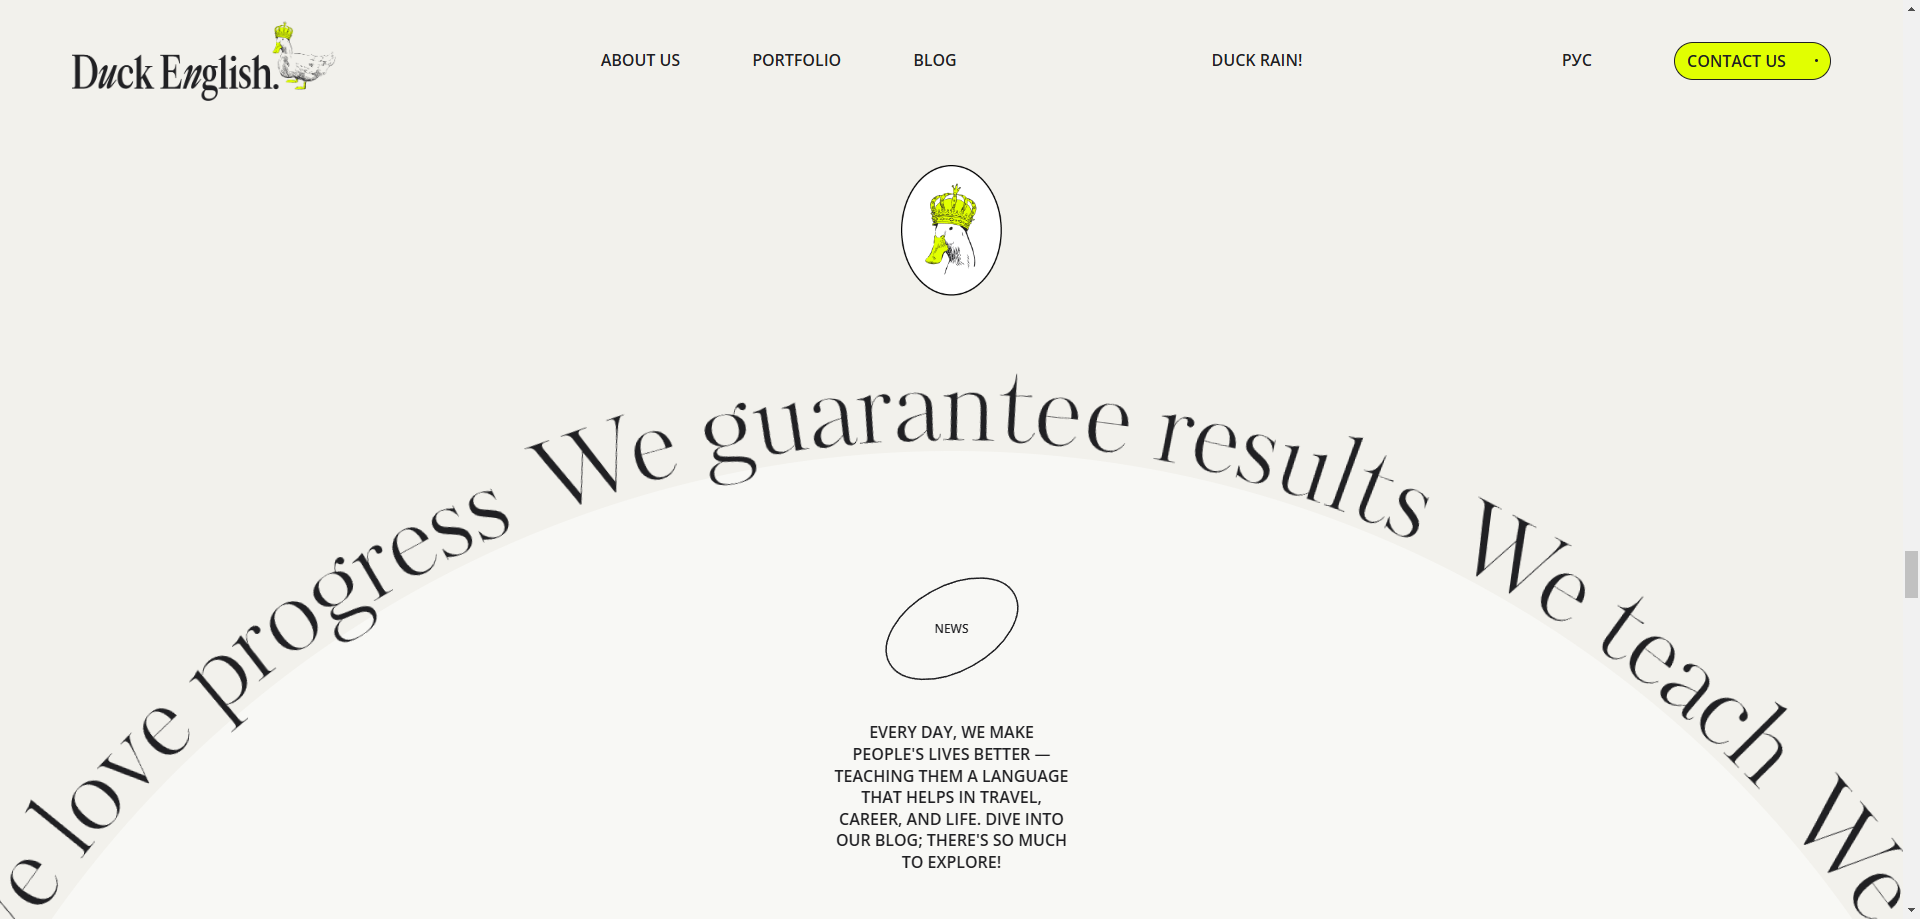 Duck English.
ABOUT US
PORTFOLIO
BLOG
DUCK RAIN!
РУС
CONTACT US
We love progress We guarantee results We teach We
NEWS
EVERY DAY, WE MAKE
PEOPLE'S LIVES BETTER —
TEACHING THEM A LANGUAGE
THAT HELPS IN TRAVEL,
CAREER, AND LIFE. DIVE INTO
OUR BLOG; THERE'S SO MUCH
TO EXPLORE!